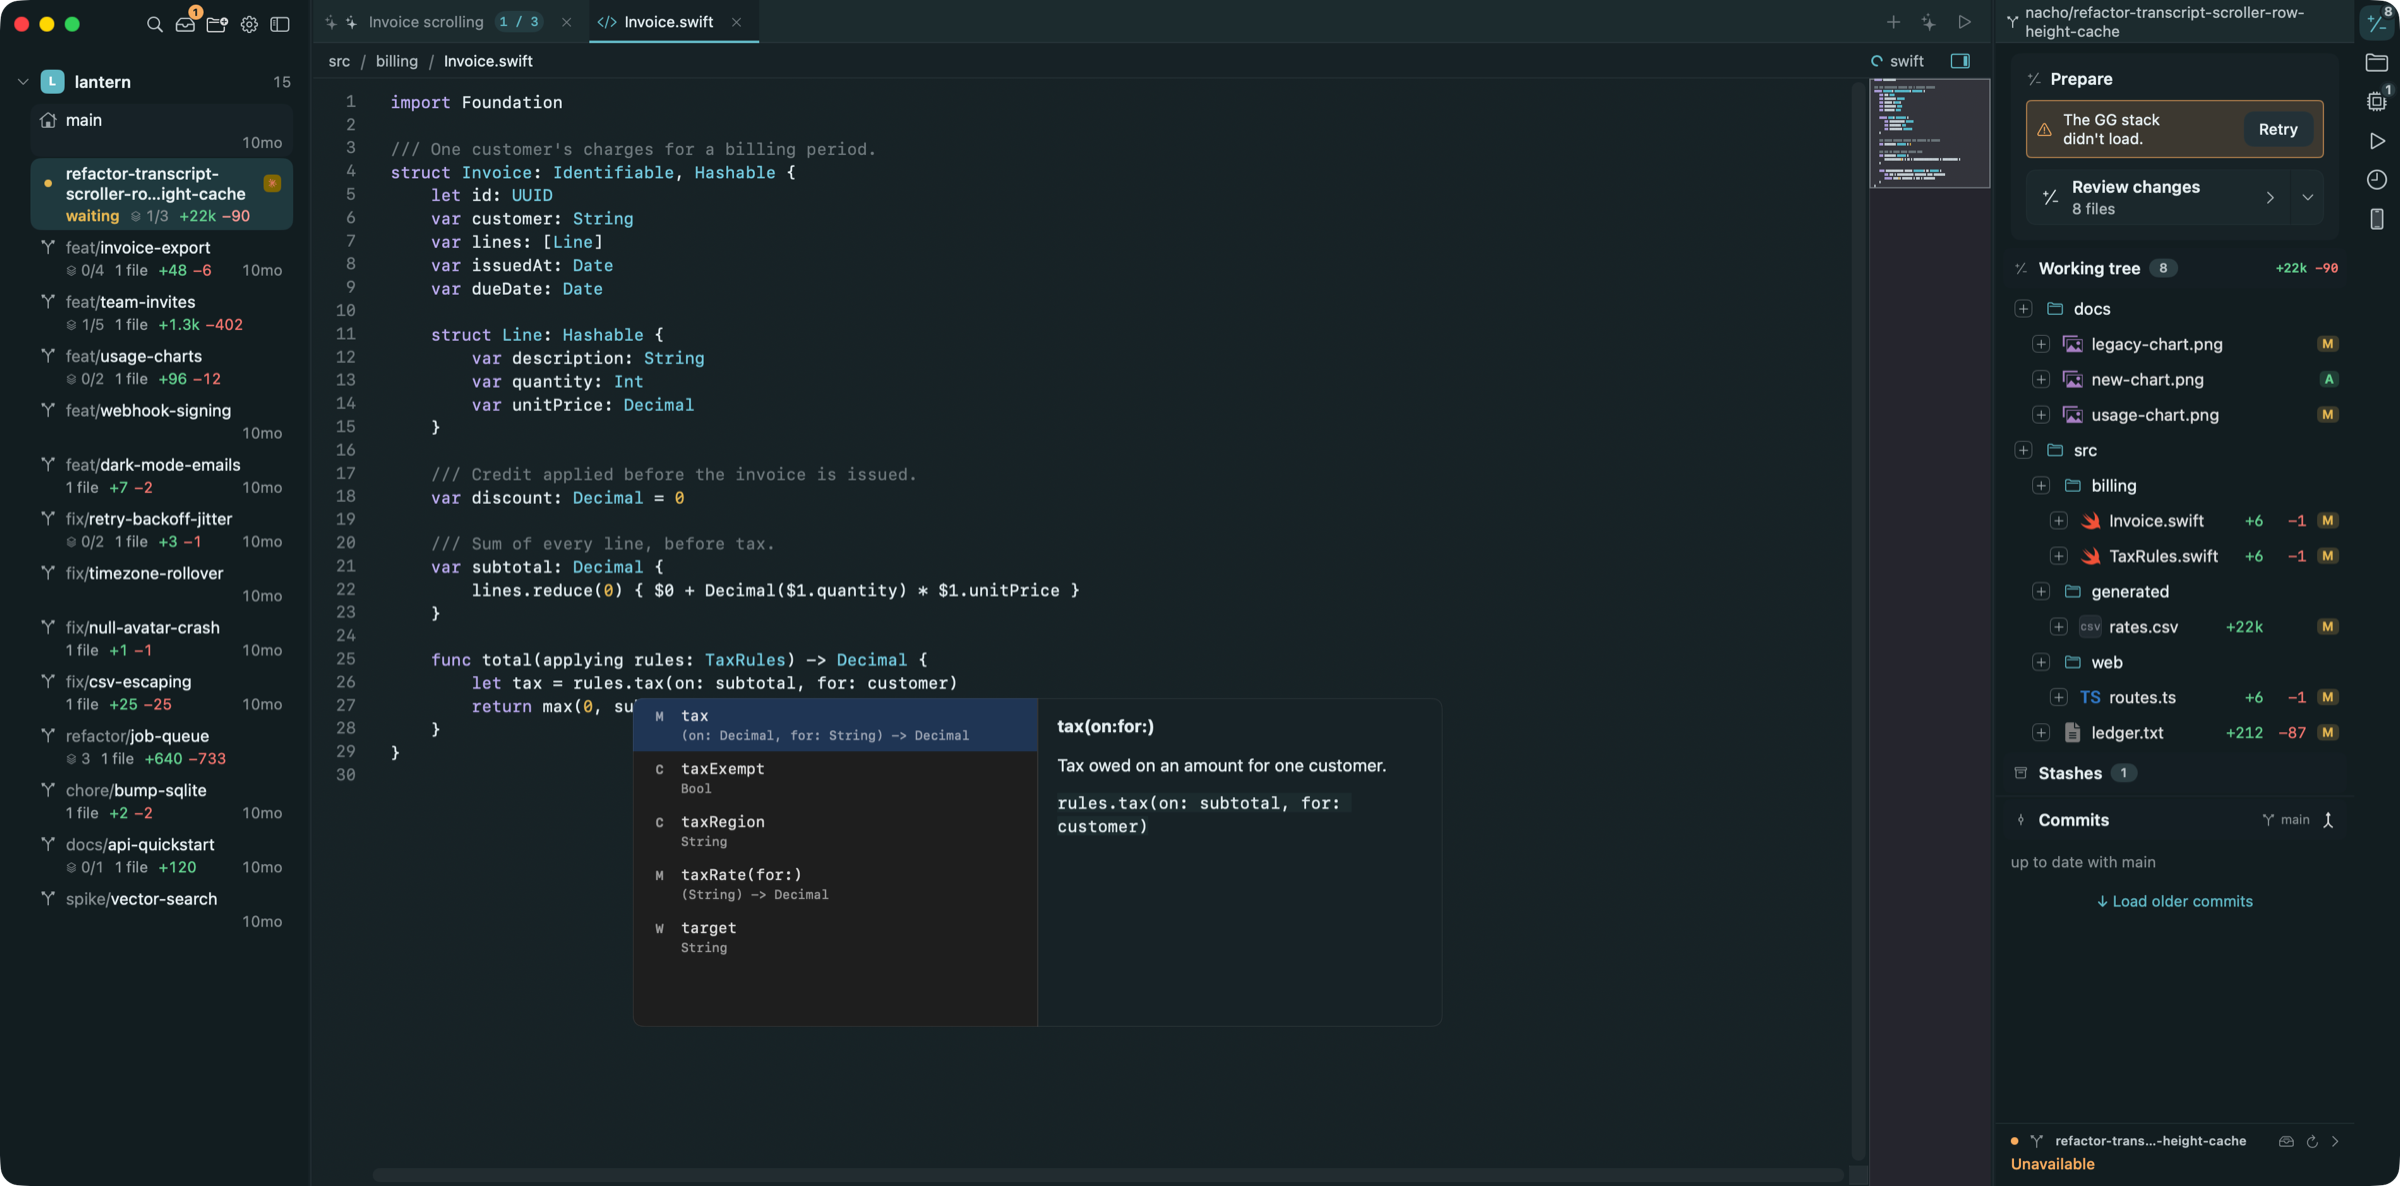 1
lantern
15
main
10mo
refactor-transcript-
scroller-ro...ight-cache
waiting 1/3 +22k −90
feat/invoice-export
0/4 1 file +48 −6 10mo
feat/team-invites
1/5 1 file +1.3k −402
feat/usage-charts
0/2 1 file +96 −12
feat/webhook-signing
10mo
feat/dark-mode-emails
1 file +7 −2 10mo
fix/retry-backoff-jitter
0/2 1 file +3 −1 10mo
fix/timezone-rollover
10mo
fix/null-avatar-crash
1 file +1 −1 10mo
fix/csv-escaping
1 file +25 −25 10mo
refactor/job-queue
3 1 file +640 −733
chore/bump-sqlite
1 file +2 −2 10mo
docs/api-quickstart
0/1 1 file +120 10mo
spike/vector-search
10mo
Invoice scrolling 1 / 3
</> Invoice.swift
src / billing / Invoice.swift
swift
1 import Foundation
2
3 /// One customer's charges for a billing period.
4 struct Invoice: Identifiable, Hashable {
5 let id: UUID
6 var customer: String
7 var lines: [Line]
8 var issuedAt: Date
9 var dueDate: Date
10
11 struct Line: Hashable {
12 var description: String
13 var quantity: Int
14 var unitPrice: Decimal
15 }
16
17 /// Credit applied before the invoice is issued.
18 var discount: Decimal = 0
19
20 /// Sum of every line, before tax.
21 var subtotal: Decimal {
22 lines.reduce(0) { $0 + Decimal($1.quantity) * $1.unitPrice }
23 }
24
25 func total(applying rules: TaxRules) -> Decimal {
26 let tax = rules.tax(on: subtotal, for: customer)
27 return max(0, su
28 }
29 }
30
M tax
(on: Decimal, for: String) -> Decimal
C taxExempt
Bool
C taxRegion
String
M taxRate(for:)
(String) -> Decimal
W target
String
tax(on:for:)
Tax owed on an amount for one customer.
rules.tax(on: subtotal, for:
customer)
nacho/refactor-transcript-scroller-row-
height-cache
Prepare
The GG stack
didn't load.
Retry
Review changes
8 files
Working tree 8 +22k −90
docs
legacy-chart.png M
new-chart.png A
usage-chart.png M
src
billing
Invoice.swift +6 −1 M
TaxRules.swift +6 −1 M
generated
csv rates.csv +22k M
web
TS routes.ts +6 −1 M
ledger.txt +212 −87 M
Stashes 1
Commits main
up to date with main
↓ Load older commits
refactor-trans...-height-cache
Unavailable
8
1